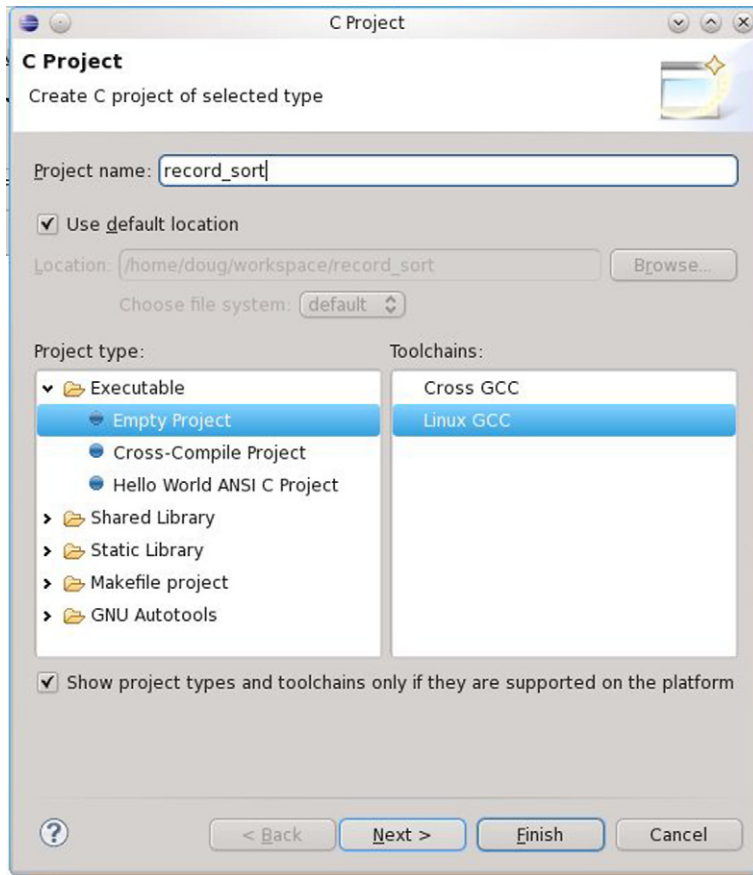 C Project
C Project
Create C project of selected type
Project name: record_sort
Use default location
Location: /home/doug/workspace/record_sort Browse...
Choose file system: default
Project type: Toolchains:
Executable Cross GCC
Empty Project Linux GCC
Cross-Compile Project
Hello World ANSI C Project
Shared Library
Static Library
Makefile project
GNU Autotools
Show project types and toolchains only if they are supported on the platform
? < Back Next > Finish Cancel